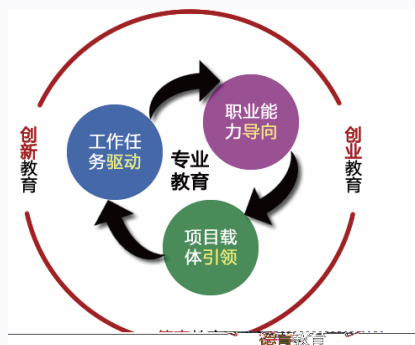 职业能
力导向
工作任
务驱动
专业
教育
创新教育
创业教育
项目载
体引领
德育教育